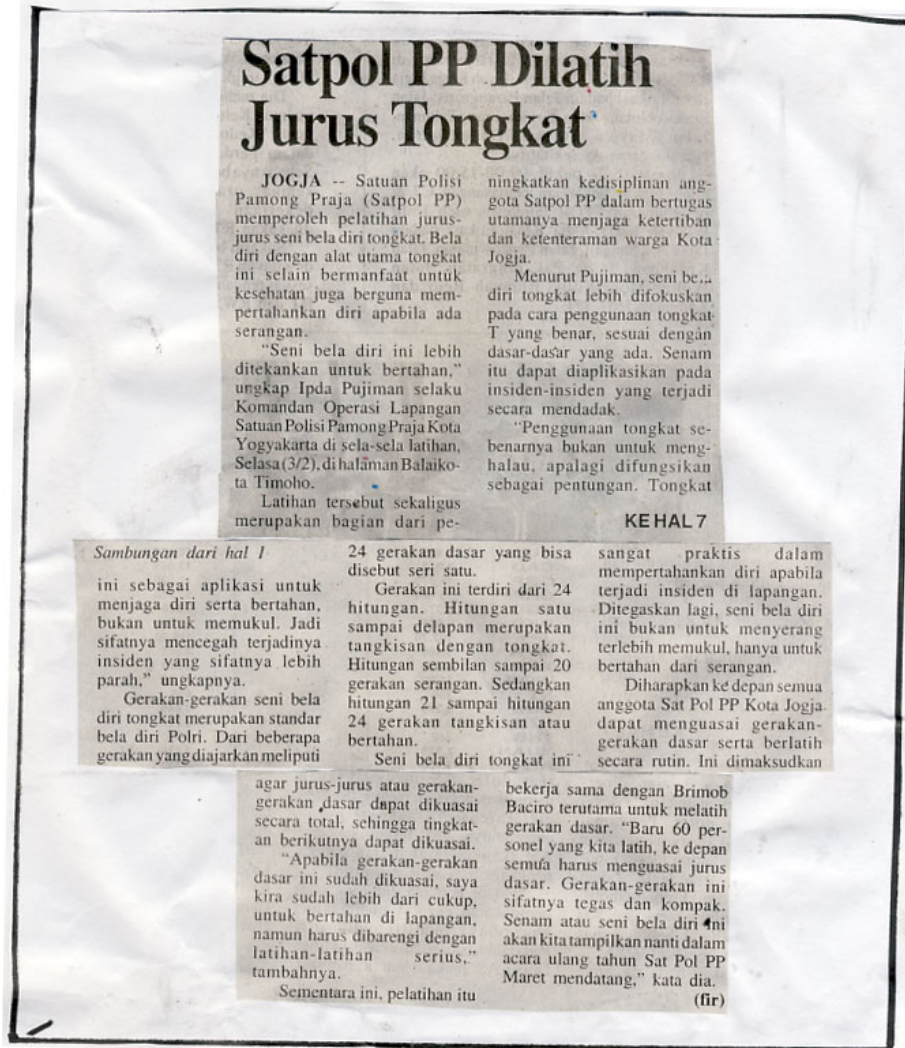 Satpol PP Dilatih
Jurus Tongkat
JOGJA -- Satuan Polisi
Pamong Praja (Satpol PP)
memperoleh pelatihan jurus-
jurus seni bela diri tongkat. Bela
diri dengan alat utama tongkat
ini selain bermanfaat untuk
kesehatan juga berguna mem-
pertahankan diri apabila ada
serangan.
"Seni bela diri ini lebih
ditekankan untuk bertahan,"
ungkap Ipda Pujiman selaku
Komandan Operasi Lapangan
Satuan Polisi Pamong Praja Kota
Yogyakarta di sela-sela latihan,
Selasa (3/2), di halaman Balaiko-
ta Timoho.
Latihan tersebut sekaligus
merupakan bagian dari pe-
ningkatkan kedisiplinan ang-
gota Satpol PP dalam bertugas
utamanya menjaga ketertiban
dan ketenteraman warga Kota
Jogja.
Menurut Pujiman, seni be
diri tongkat lebih difokuskan
pada cara penggunaan tongkat
T yang benar, sesuai dengan
dasar-dasar yang ada. Senam
itu dapat diaplikasikan pada
insiden-insiden yang terjadi
secara mendadak.
"Penggunaan tongkat se-
benarnya bukan untuk meng-
halau, apalagi difungsikan
sebagai pentungan. Tongkat
KE HAL 7
Sambungan dari hal 1
ini sebagai aplikasi untuk
menjaga diri serta bertahan,
bukan untuk memukul. Jadi
sifatnya mencegah terjadinya
insiden yang sifatnya lebih
parah," ungkapnya.
Gerakan-gerakan seni bela
diri tongkat merupakan standar
bela diri Polri. Dari beberapa
gerakan yang diajarkan meliputi
24 gerakan dasar yang bisa
disebut seri satu.
Gerakan ini terdiri dari 24
hitungan. Hitungan satu
sampai delapan merupakan
tangkisan dengan tongkat.
Hitungan sembilan sampai 20
gerakan serangan. Sedangkan
hitungan 21 sampai hitungan
24 gerakan tangkisan atau
bertahan.
Seni bela diri tongkat ini
sangat praktis dalam
mempertahankan diri apabila
terjadi insiden di lapangan.
Ditegaskan lagi, seni bela diri
ini bukan untuk menyerang
terlebih memukul, hanya untuk
bertahan dari serangan.
Diharapkan ke depan semua
anggota Sat Pol PP Kota Jogja
dapat menguasai gerakan-
gerakan dasar serta berlatih
secara rutin. Ini dimaksudkan
agar jurus-jurus atau gerakan-
gerakan dasar dapat dikuasai
secara total, sehingga tingkat-
an berikutnya dapat dikuasai.
"Apabila gerakan-gerakan
dasar ini sudah dikuasai, saya
kira sudah lebih dari cukup,
untuk bertahan di lapangan,
namun harus dibarengi dengan
latihan-latihan serius,"
tambahnya.
Sementara ini, pelatihan itu
bekerja sama dengan Brimob
Baciro terutama untuk melatih
gerakan dasar. "Baru 60 per-
sonel yang kita latih, ke depan
semua harus menguasai jurus
dasar. Gerakan-gerakan ini
sifatnya tegas dan kompak.
Senam atau seni bela diri ini
akan kita tampilkan nanti dalam
acara ulang tahun Sat Pol PP
Maret mendatang," kata dia.
(fir)